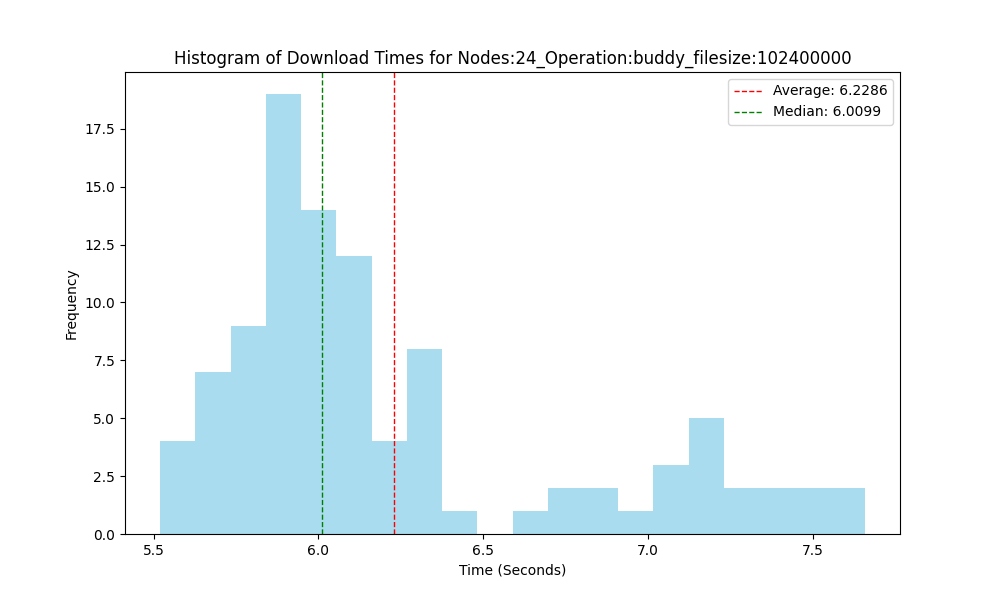 Histogram of Download Times for Nodes:24_Operation:buddy_filesize:102400000
Average: 6.2286
Median: 6.0099
Frequency
17.5
15.0
12.5
10.0
7.5
5.0
2.5
0.0
5.5
6.0
6.5
7.0
7.5
Time (Seconds)